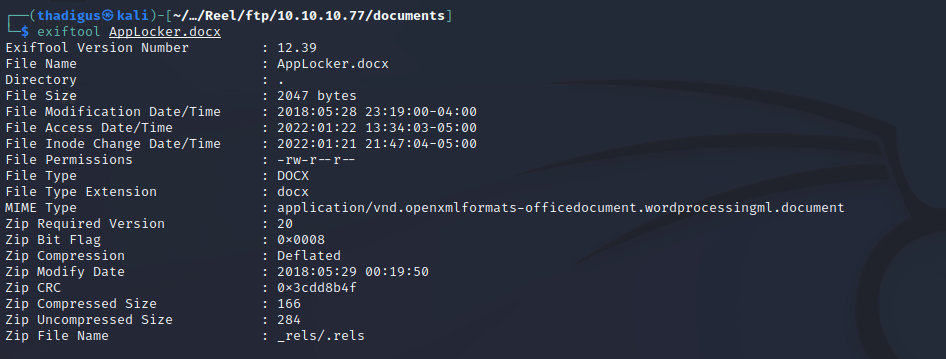 ┌──(thadigus㉿kali)-[~/…/Reel/ftp/10.10.10.77/documents]
└─$ exiftool AppLocker.docx
ExifTool Version Number         : 12.39
File Name                       : AppLocker.docx
Directory                       : .
File Size                       : 2047 bytes
File Modification Date/Time     : 2018:05:28 23:19:00-04:00
File Access Date/Time           : 2022:01:22 13:34:03-05:00
File Inode Change Date/Time     : 2022:01:21 21:47:04-05:00
File Permissions                : -rw-r--r--
File Type                       : DOCX
File Type Extension             : docx
MIME Type                       : application/vnd.openxmlformats-officedocument.wordprocessingml.document
Zip Required Version            : 20
Zip Bit Flag                    : 0x0008
Zip Compression                 : Deflated
Zip Modify Date                 : 2018:05:29 00:19:50
Zip CRC                         : 0x3cdd8b4f
Zip Compressed Size             : 166
Zip Uncompressed Size           : 284
Zip File Name                   : _rels/.rels